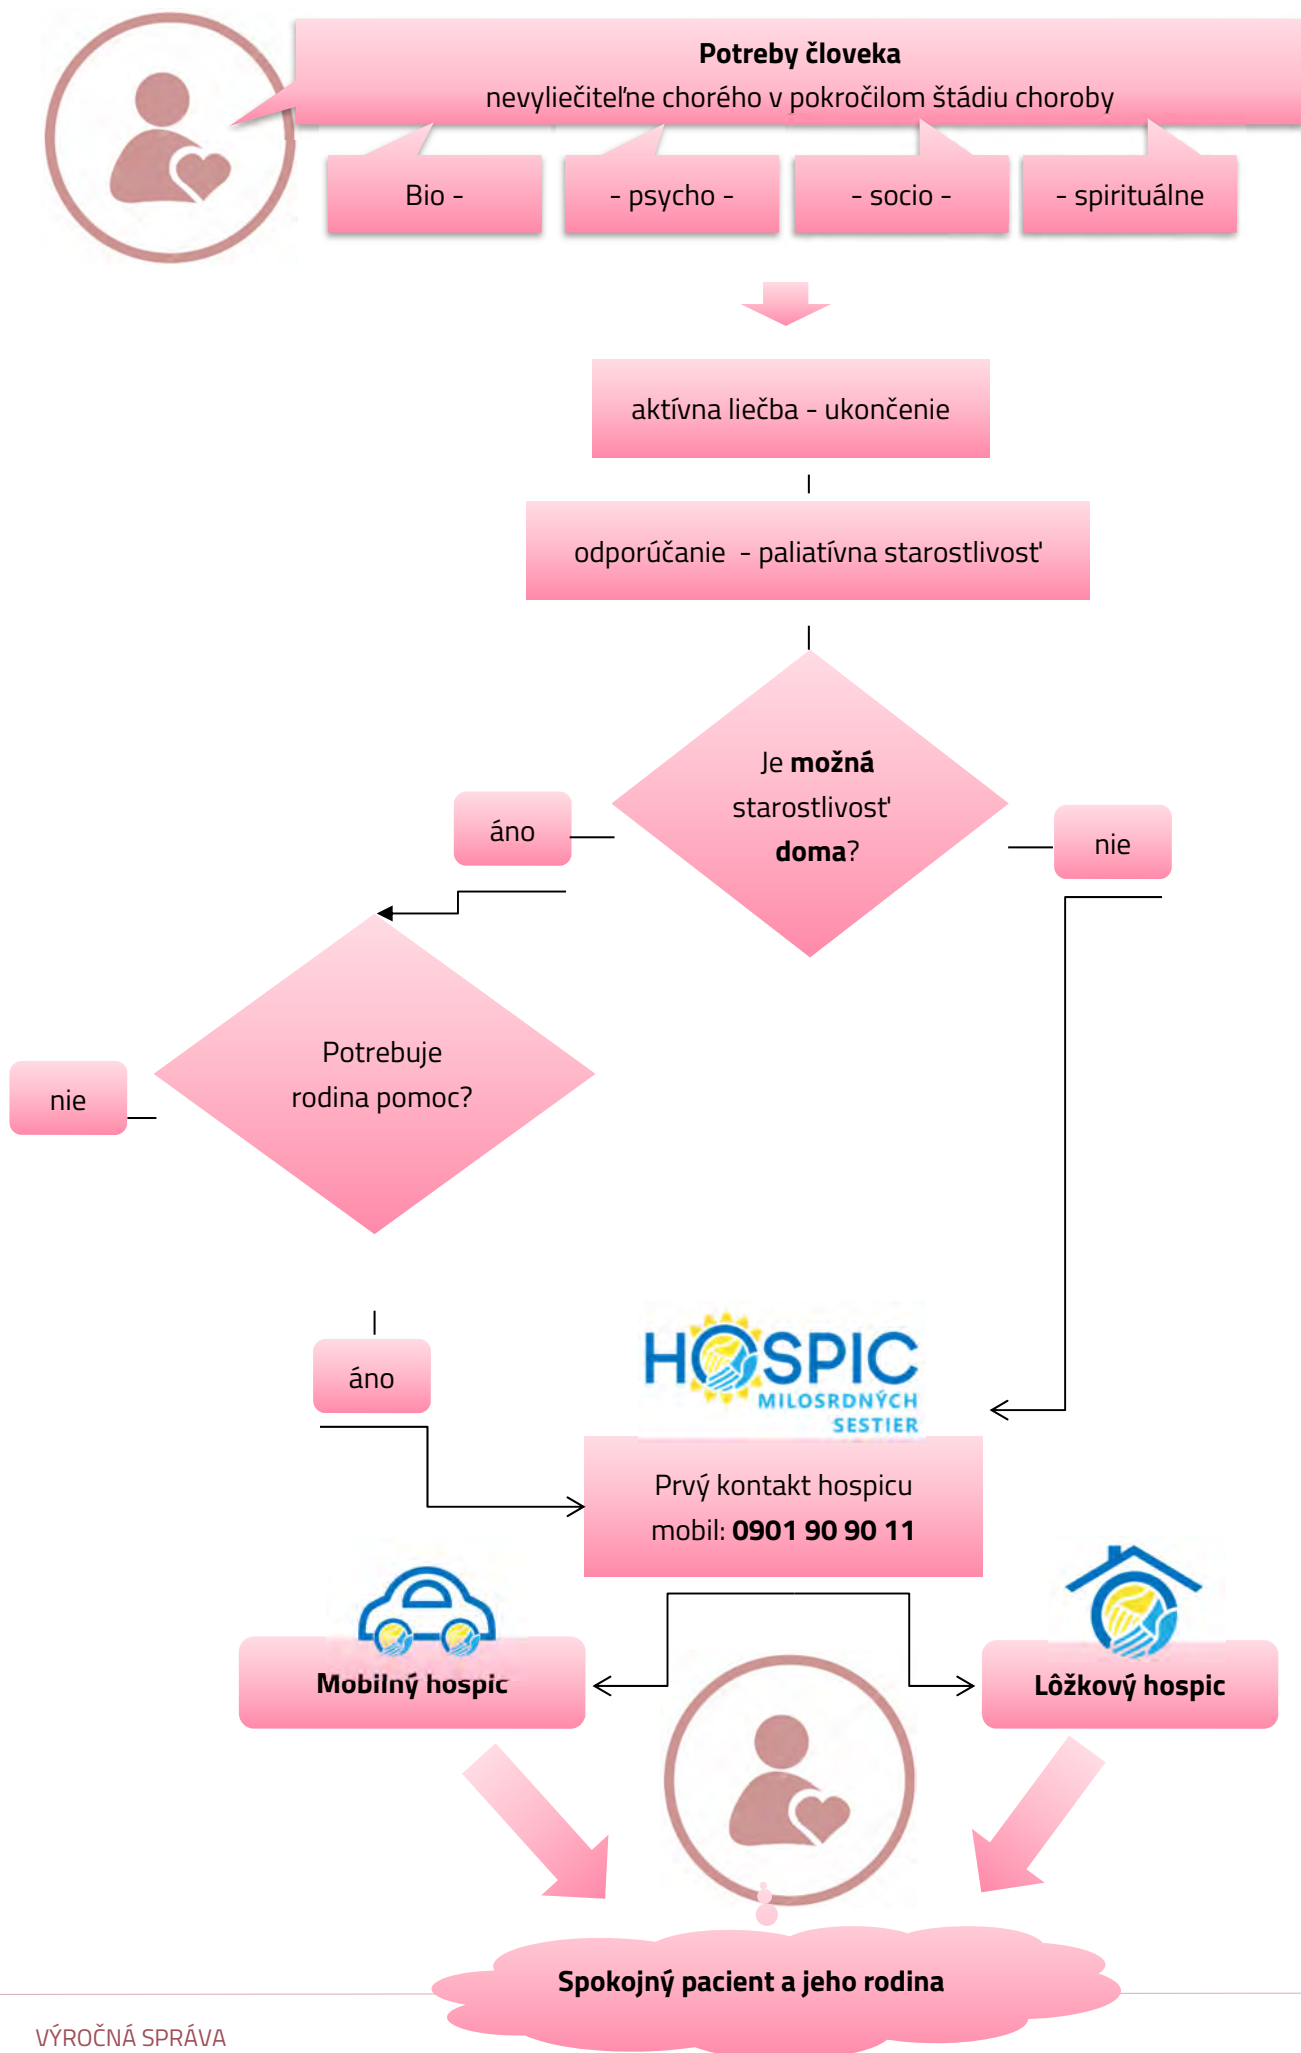 Potreby človeka
nevyliečiteľne chorého v pokročilom štádiu choroby
Bio -
- psycho -
- socio -
- spirituálne
aktívna liečba - ukončenie
odporúčanie - paliatívna starostlivosť
Je možná
starostlivosť
doma?
áno
nie
Potrebuje
rodina pomoc?
nie
áno
HOSPIC
MILOSRDNÝCH
SESTIER
Prvý kontakt hospicu
mobil: 0901 90 90 11
Mobilný hospic
Lôžkový hospic
Spokojný pacient a jeho rodina
VÝROČNÁ SPRÁVA